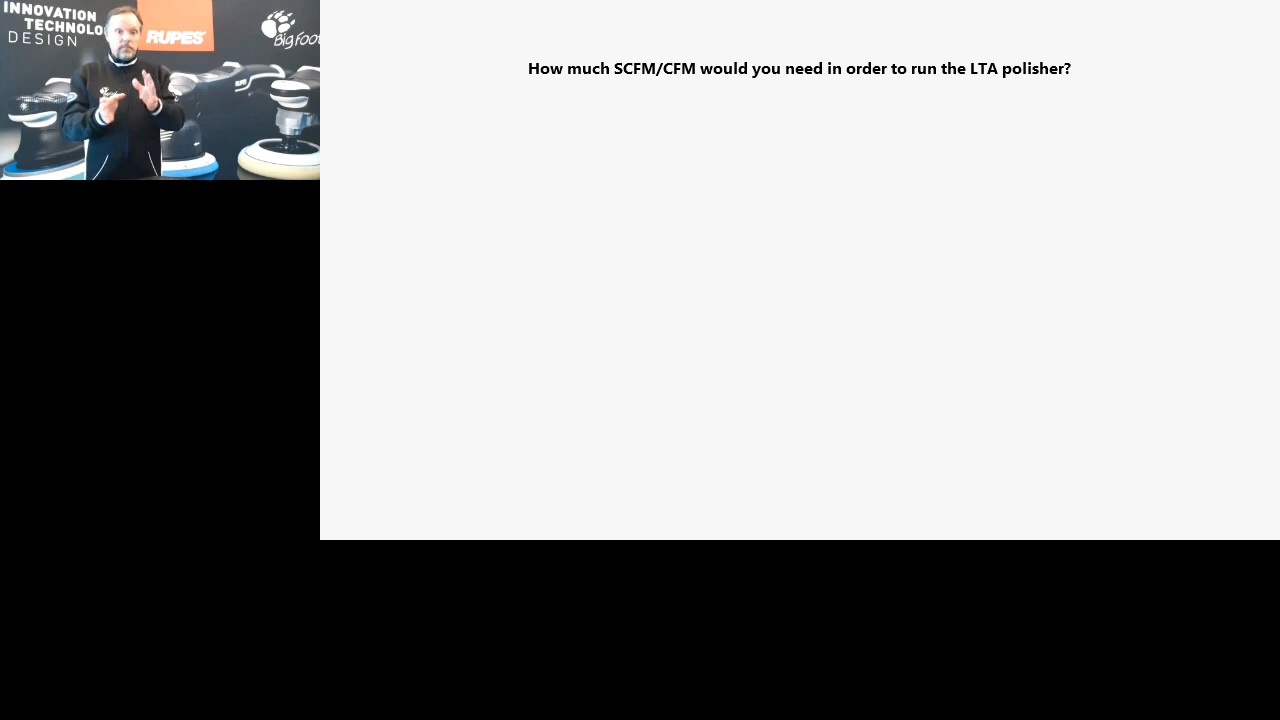 INNOVATION
TECHNOLO
DESIGN
RUPES
BigFoot
How much SCFM/CFM would you need in order to run the LTA polisher?